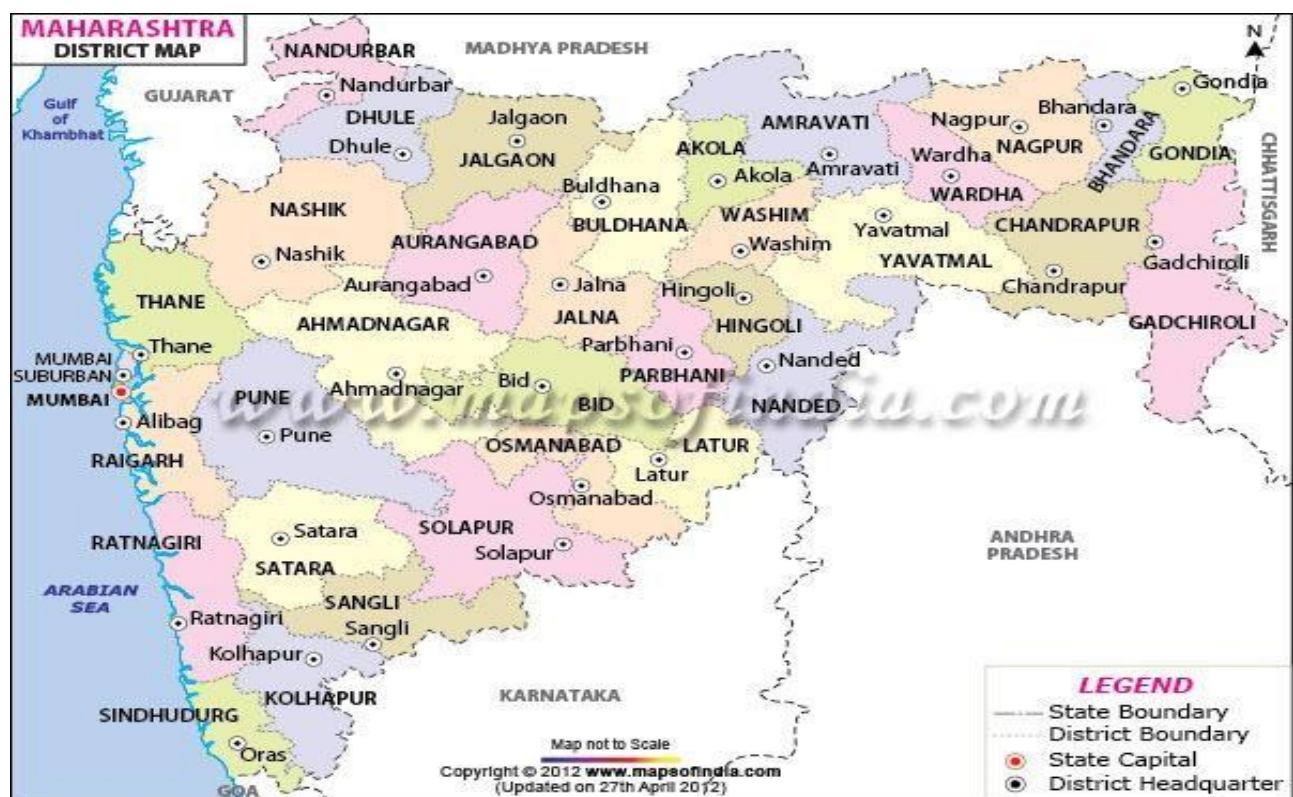 MAHARASHTRA
DISTRICT MAP
N
NANDURBAR
MADHYA PRADESH
Nandurbar
GUJARAT
Gulf
of
Khambhat
DHULE
Dhule
Jalgaon
JALGAON
AMRAVATI
Amravati
AKOLA
Akola
Nagpur
NAGPUR
Wardha
WARDHA
Bhandara
BHANDARA
Gondia
GONDIA
CHHATTISGARH
Buldhana
BULDHANA
WASHIM
Washim
Yavatmal
YAVATMAL
CHANDRAPUR
Chandrapur
Gadchiroli
GADCHIROLI
NASHIK
Nashik
AURANGABAD
Aurangabad
Jalna
JALNA
Hingoli
HINGOLI
THANE
Thane
AHMADNAGAR
Ahmadnagar
Parbhani
PARBHANI
Nanded
NANDED
MUMBAI
SUBURBAN
MUMBAI
Alibag
RAIGARH
PUNE
Pune
Bid
BID
www.mapsofindia.com
OSMANABAD
Osmanabad
LATUR
Latur
RATNAGIRI
Ratnagiri
Satara
SATARA
SOLAPUR
Solapur
ANDHRA
PRADESH
ARABIAN
SEA
SANGLI
Sangli
Kolhapur
KOLHAPUR
KARNATAKA
SINDHUDURG
Oras
GOA
Map not to Scale
Copyright © 2012 www.mapsofindia.com
(Updated on 27th April 2012)
LEGEND
State Boundary
District Boundary
State Capital
District Headquarter